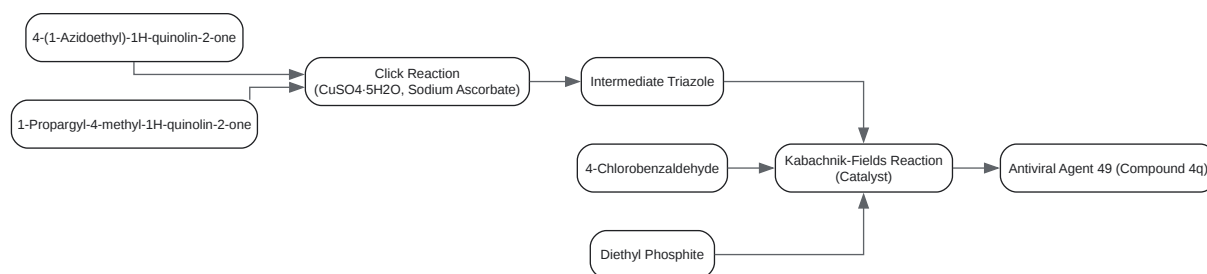 4-(1-Azidoethyl)-1H-quinolin-2-one
1-Propargyl-4-methyl-1H-quinolin-2-one
Click Reaction
(CuSO4·5H2O, Sodium Ascorbate)
Intermediate Triazole
4-Chlorobenzaldehyde
Diethyl Phosphite
Kabachnik-Fields Reaction
(Catalyst)
Antiviral Agent 49 (Compound 4q)